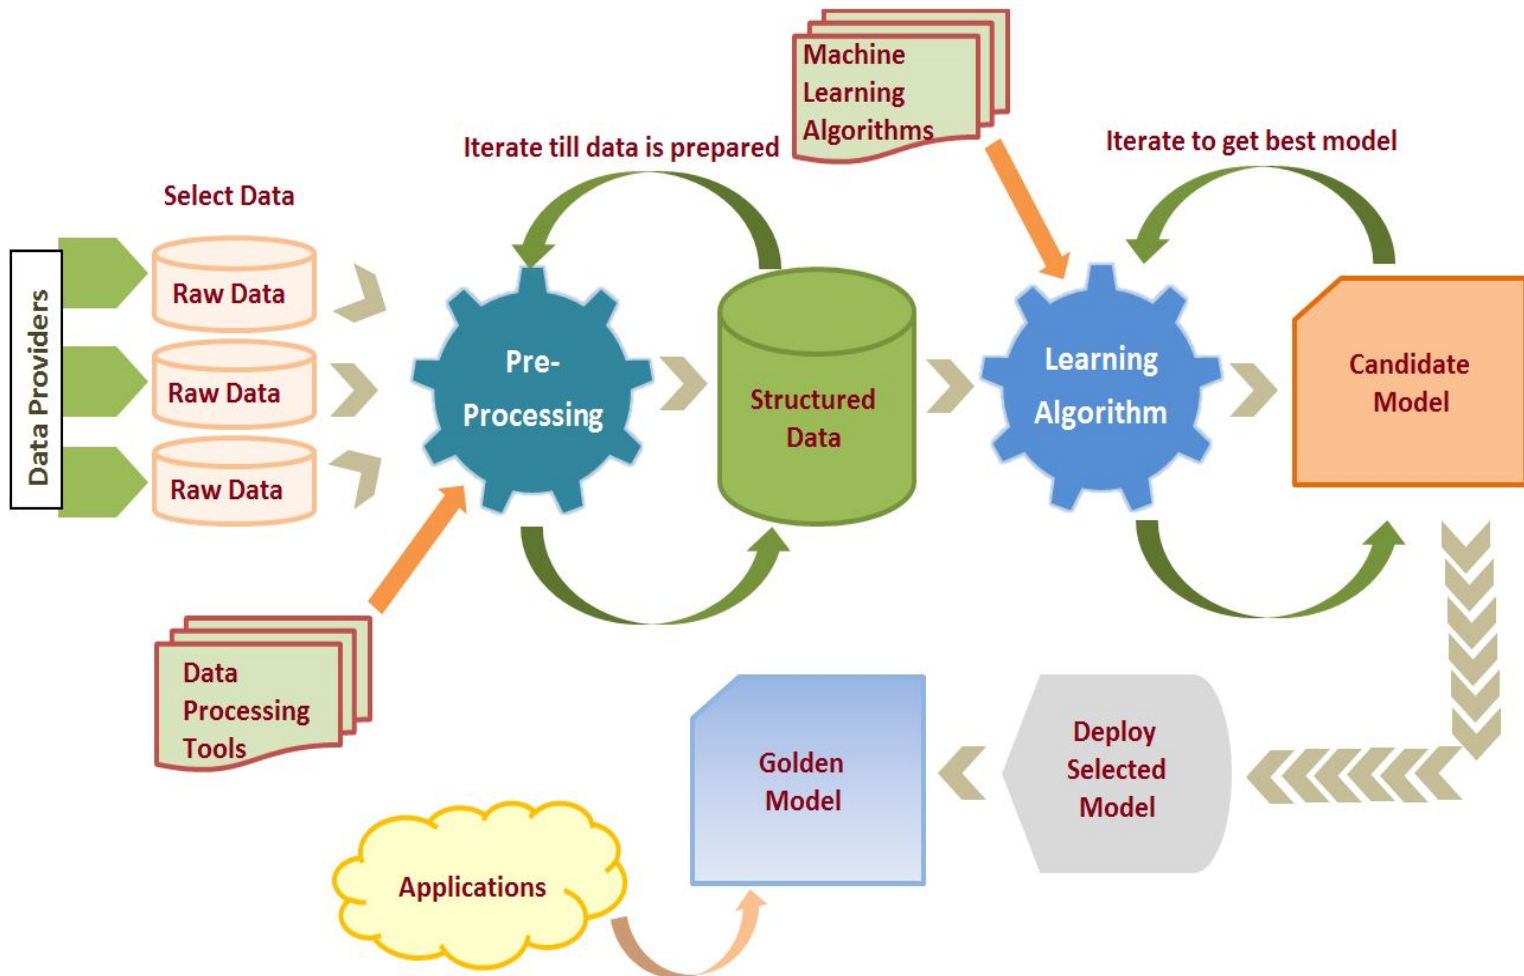 Machine
Learning
Algorithms
Iterate till data is prepared
Iterate to get best model
Select Data
Data Providers
Raw Data
Raw Data
Raw Data
Pre-
Processing
Structured
Data
Learning
Algorithm
Candidate
Model
Data
Processing
Tools
Golden
Model
Deploy
Selected
Model
Applications